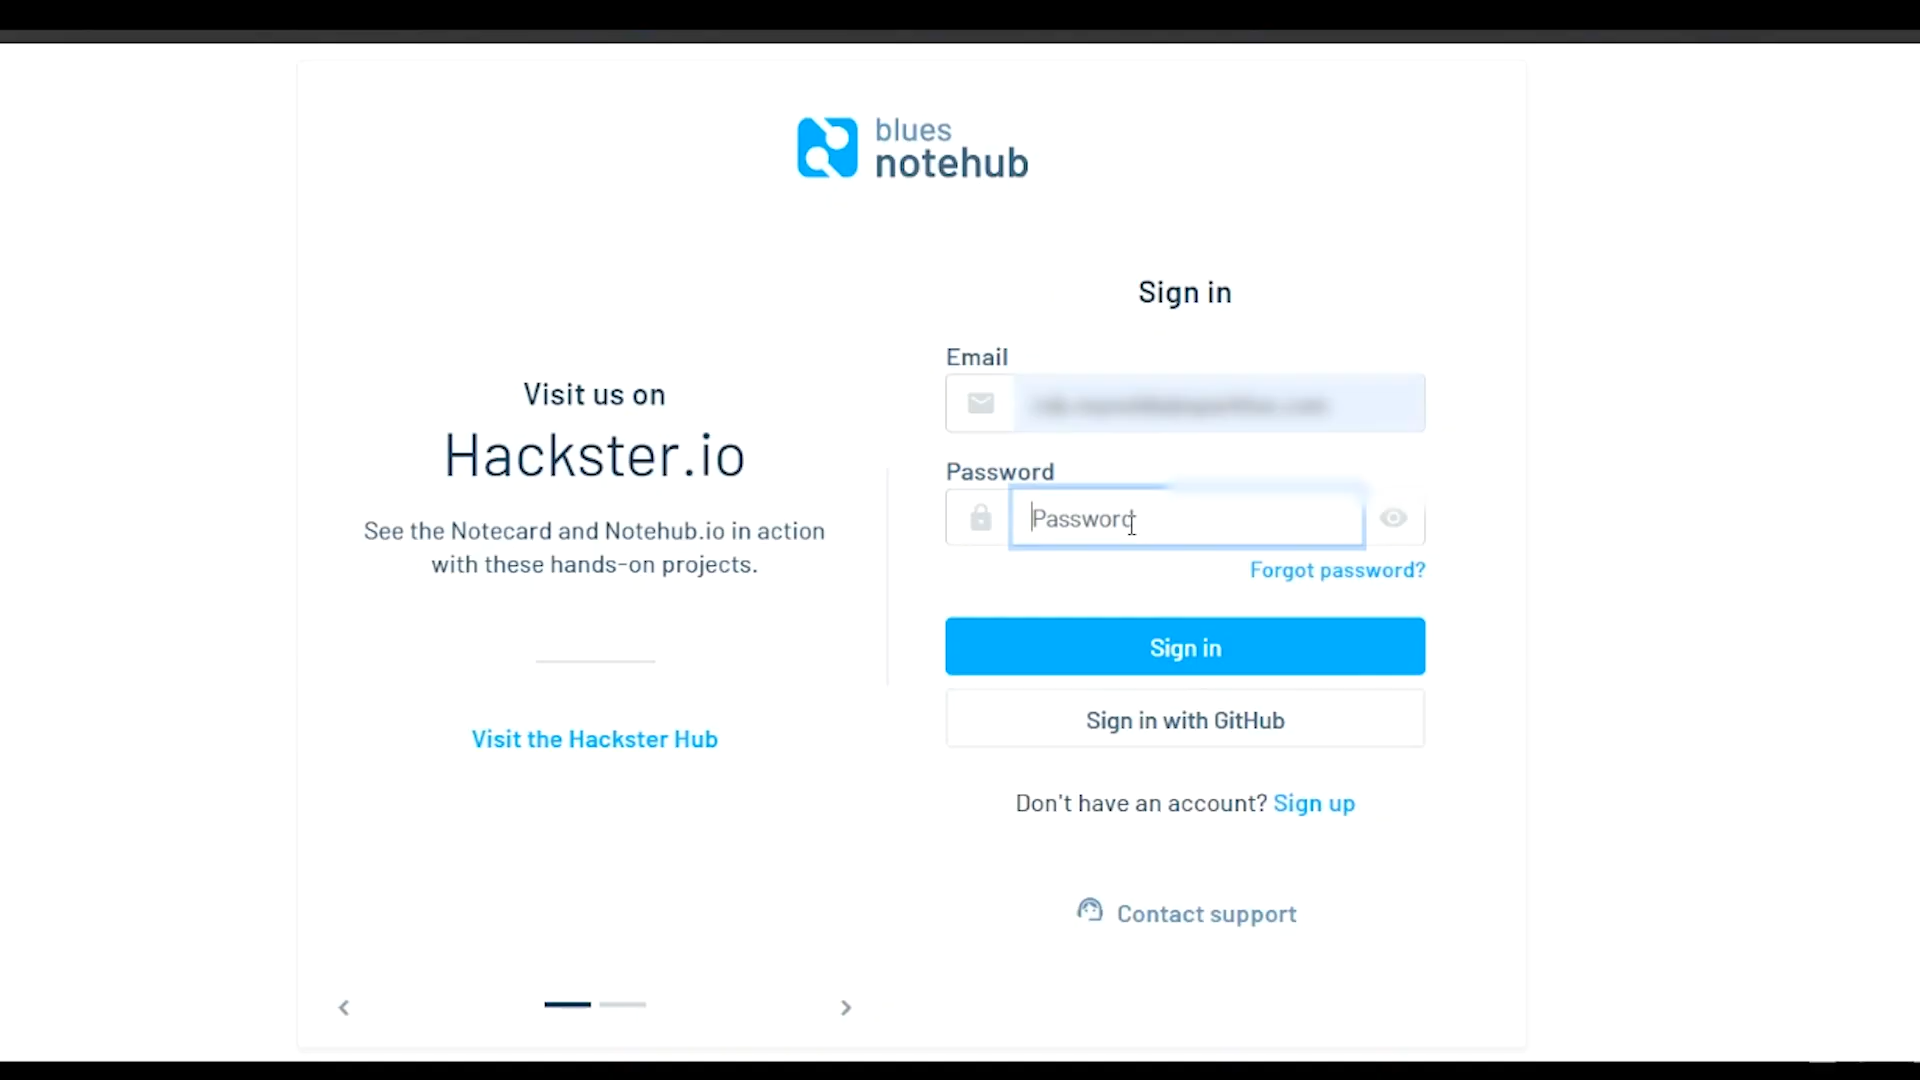 blues
notehub
Sign in
Email
Visit us on
Hackster.io
See the Notecard and Notehub.io in action
with these hands-on projects.
Visit the Hackster Hub
Password
Password
Forgot password?
Sign in
Sign in with GitHub
Don't have an account? Sign up
Contact support